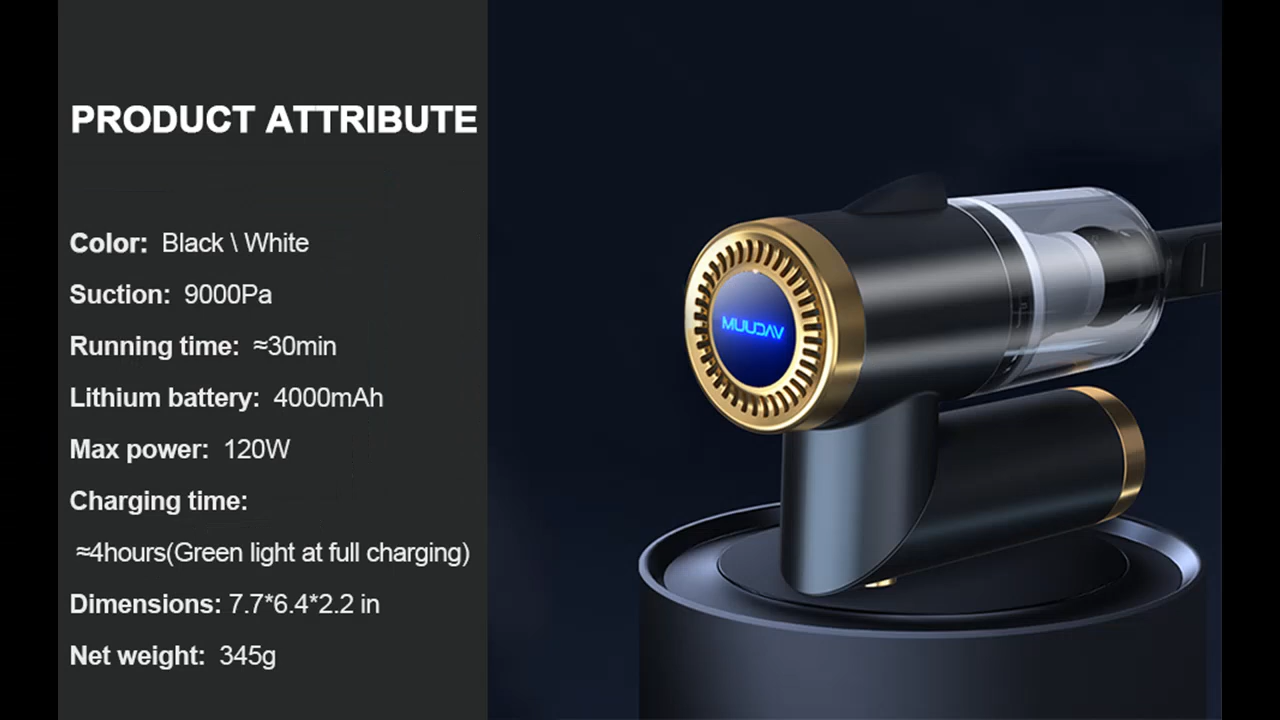 PRODUCT ATTRIBUTE
Color: Black \ White
Suction: 9000Pa
Running time: ≈30min
Lithium battery: 4000mAh
Max power: 120W
Charging time:
≈4hours(Green light at full charging)
Dimensions: 7.7*6.4*2.2 in
Net weight: 345g
MUUDAV